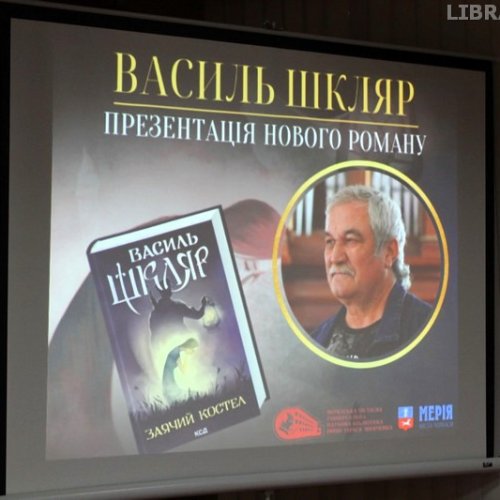 LIBRA
ВАСИЛЬ ШКЛЯР
ПРЕЗЕНТАЦІЯ НОВОГО РОМАНУ
ВАСИЛЬ
ШКЛЯР
ЗАЯЧИЙ КОСТЕЛ
КСД
МЕРІЯ